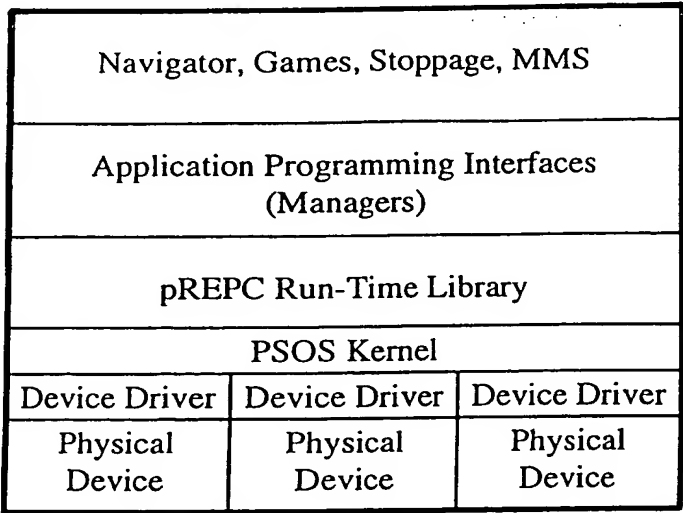 Navigator, Games, Stoppage, MMS
Application Programming Interfaces
(Managers)
pREPC Run-Time Library
PSOS Kernel
Device Driver Device Driver Device Driver
Physical Physical Physical
Device Device Device